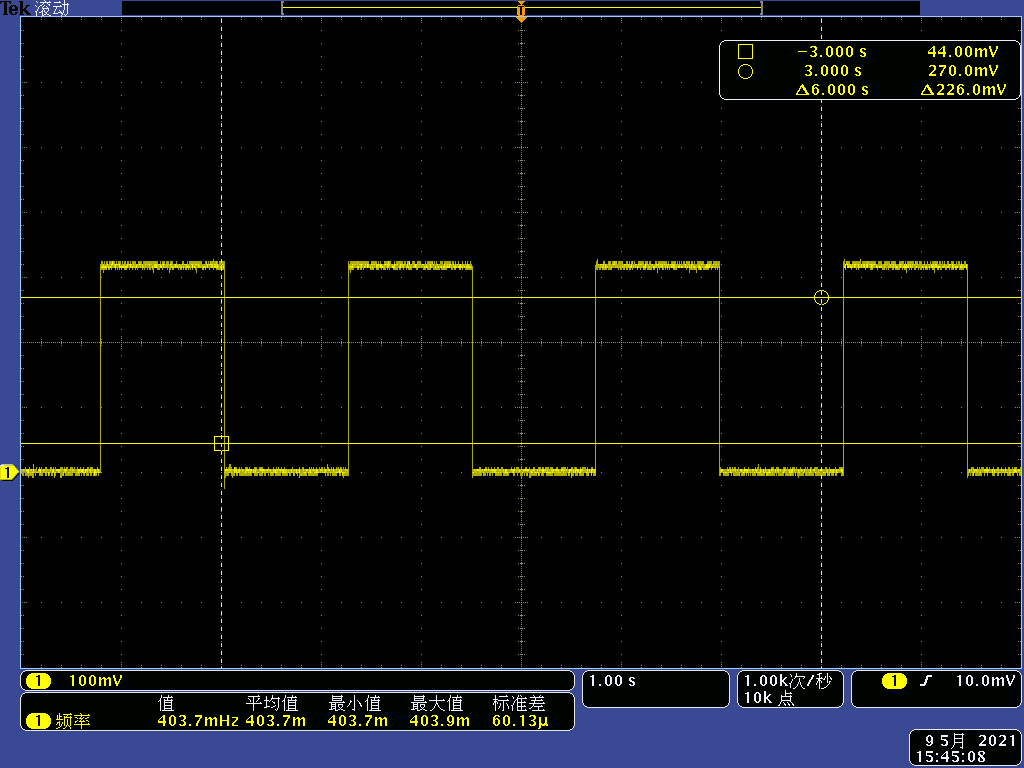 Tek 滚动
-3.000 s 44.00mV
3.000 s 270.0mV
Δ6.000 s Δ226.0mV
1
1 100mV
1.00 s
1.00k次/秒
10k 点
1 10.0mV
值 平均值 最小值 最大值 标准差
1 频率 403.7mHz 403.7m 403.7m 403.9m 60.13μ
9 5月 2021
15:45:08